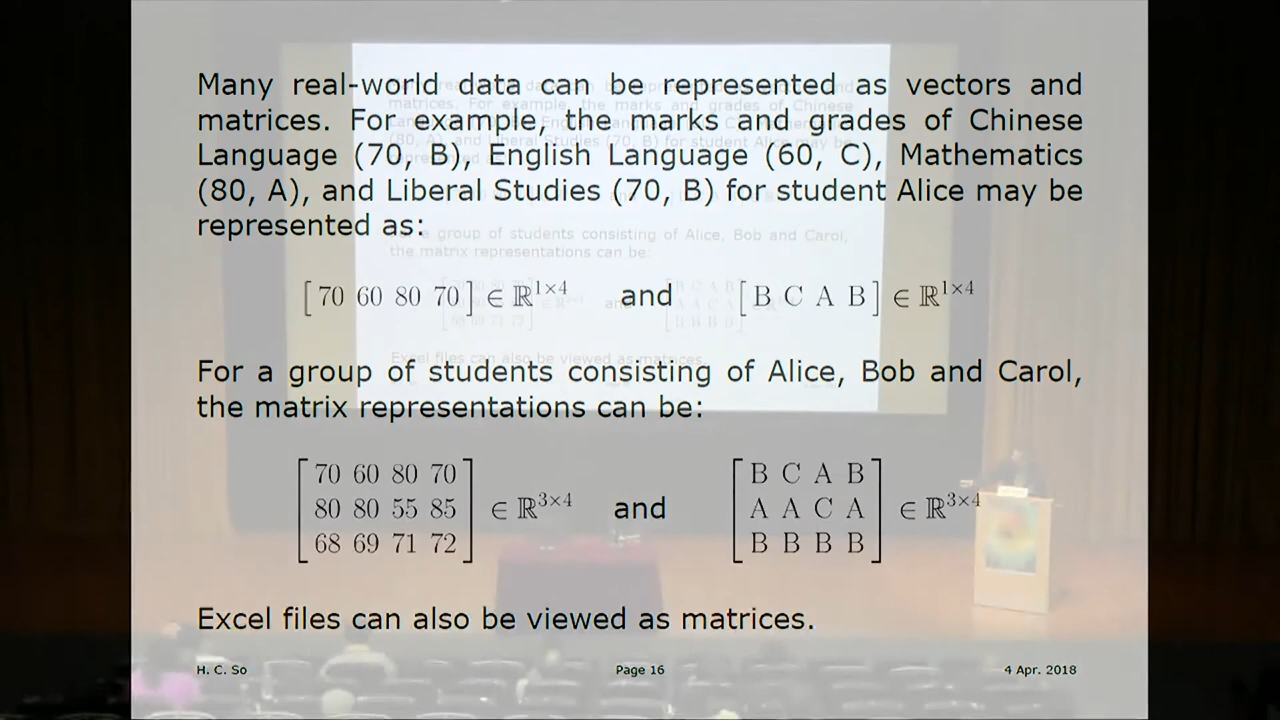 Many real-world data can be represented as vectors and
matrices. For example, the marks and grades of Chinese
Language (70, B), English Language (60, C), Mathematics
(80, A), and Liberal Studies (70, B) for student Alice may be
represented as:
[ 70 60 80 70 ] ∈ ℝ^{1×4} and [ B C A B ] ∈ ℝ^{1×4}
For a group of students consisting of Alice, Bob and Carol,
the matrix representations can be:
[ 70 60 80 70
80 80 55 85
68 69 71 72 ] ∈ ℝ^{3×4} and
[ B C A B
A A C A
B B B B ] ∈ ℝ^{3×4}
Excel files can also be viewed as matrices.
H. C. So Page 16 4 Apr. 2018